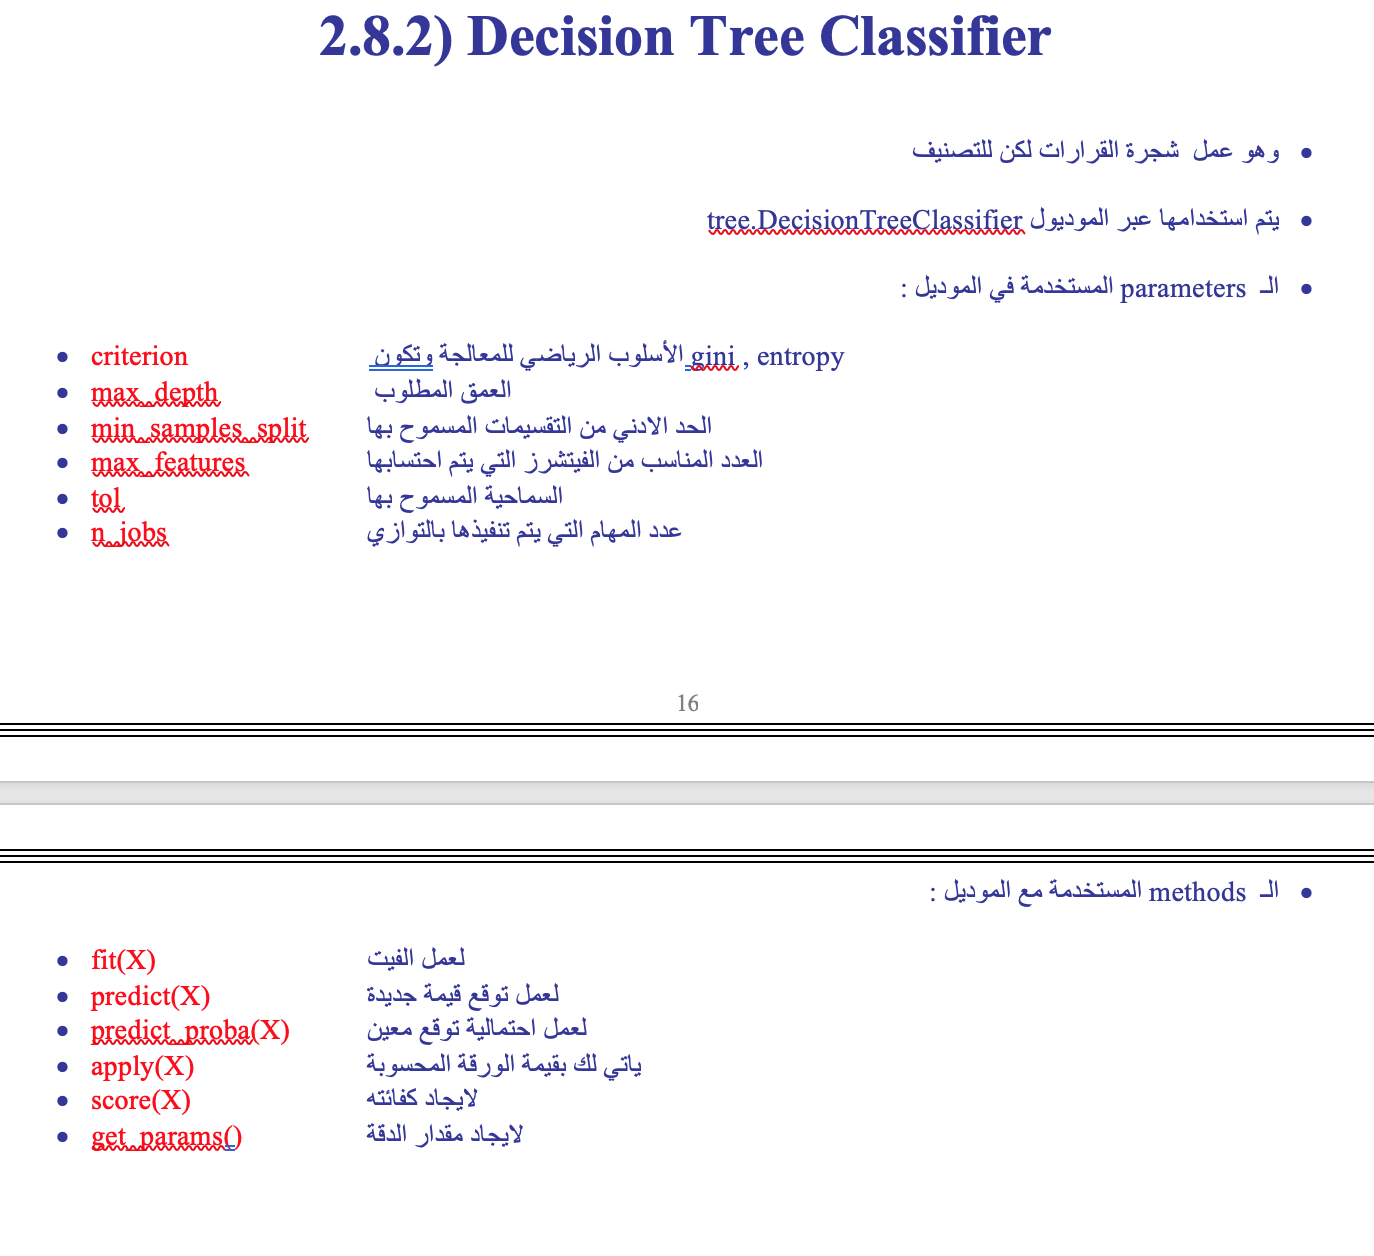 2.8.2) Decision Tree Classifier
• وهو عمل شجرة القرارات لكن للتصنيف
• يتم استخدامها عبر الموديول tree.DecisionTreeClassifier
• الـ parameters المستخدمة في الموديل :
• criterion الأسلوب الرياضي للمعالجة وتكون gini , entropy
• max_depth العمق المطلوب
• min_samples_split الحد الادني من التقسيمات المسموح بها
• max_features العدد المناسب من الفيتشرز التي يتم احتسابها
• tol السماحية المسموح بها
• n_jobs عدد المهام التي يتم تنفيذها بالتوازي
16
• الـ methods المستخدمة مع الموديل :
• fit(X) لعمل الفيت
• predict(X) لعمل توقع قيمة جديدة
• predict_proba(X) لعمل احتمالية توقع معين
• apply(X) ياتي لك بقيمة الورقة المحسوبة
• score(X) لايجاد كفائته
• get_params() لايجاد مقدار الدقة